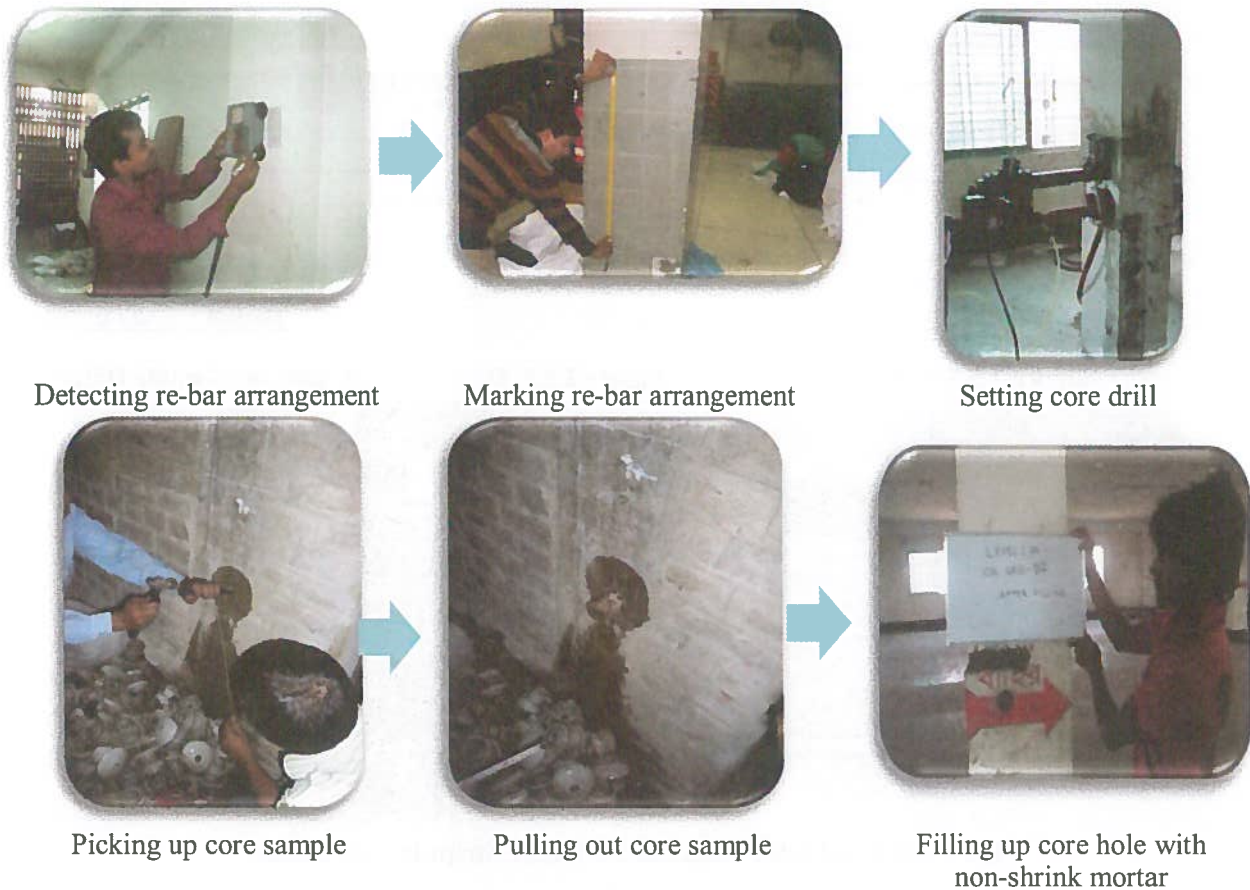 Detecting re-bar arrangement
Marking re-bar arrangement
Setting core drill
Picking up core sample
Pulling out core sample
Filling up core hole with
non-shrink mortar